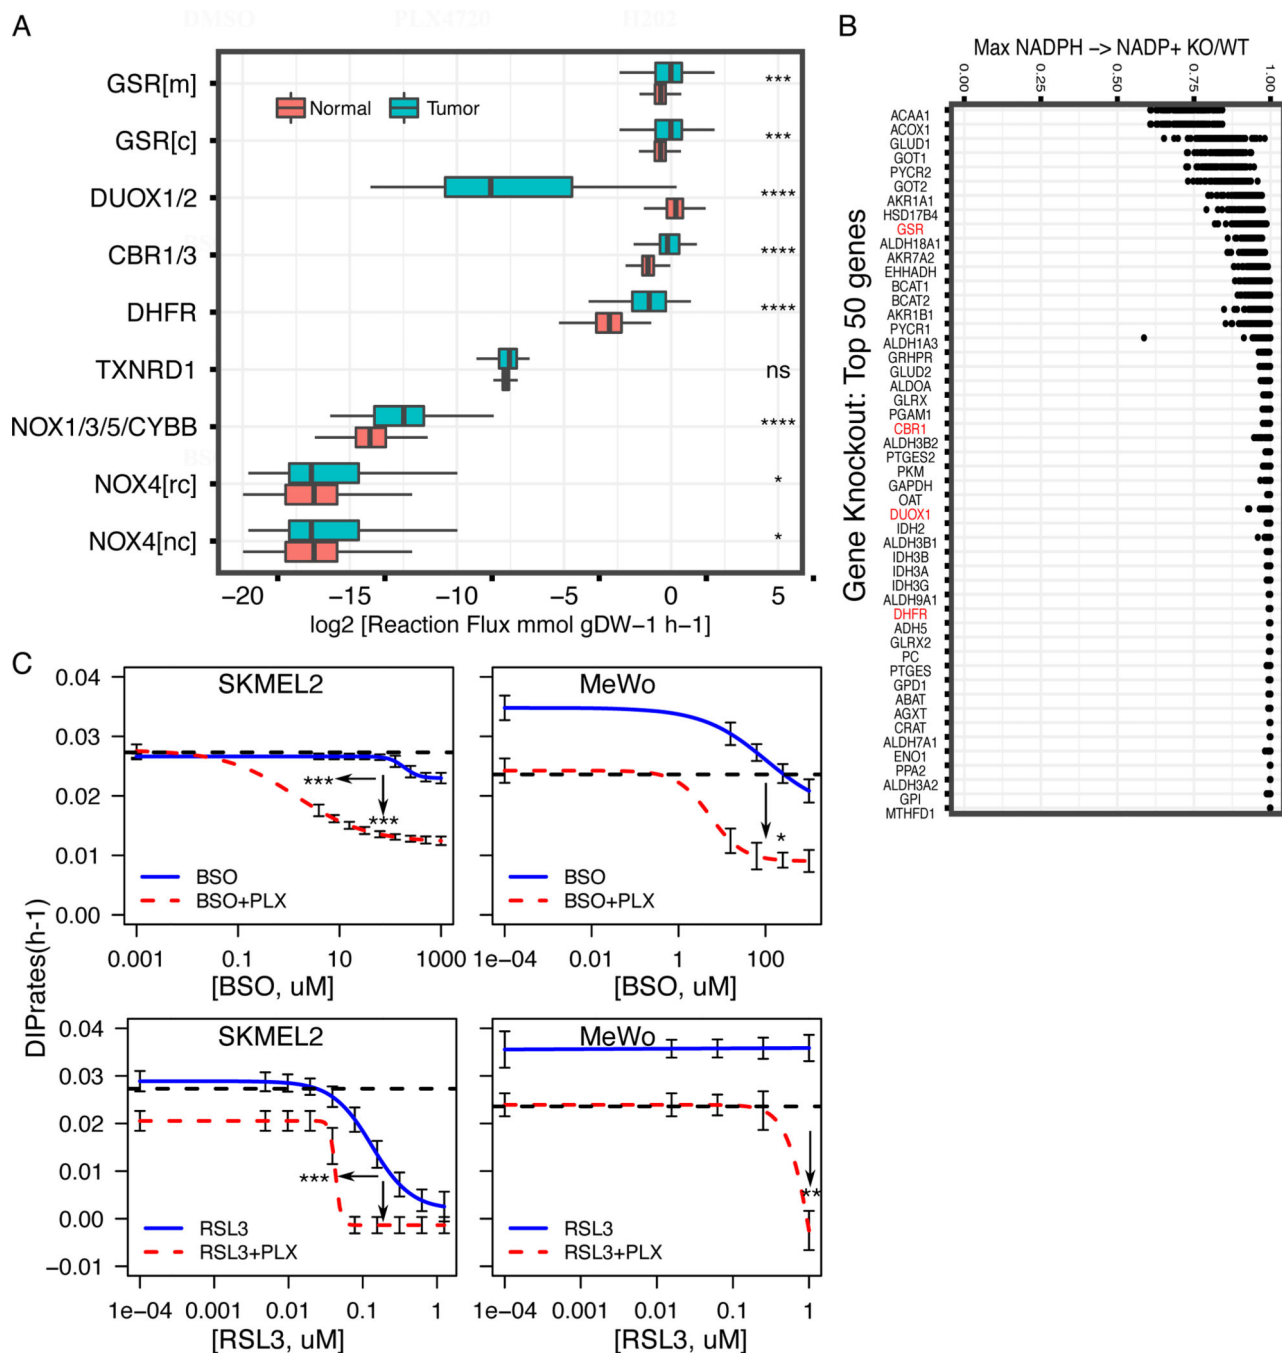 DMSO PLX4720 H202
A
GSR[m]
GSR[c]
DUOX1/2
CBR1/3
DHFR
TXNRD1
NOX1/3/5/CYBB
NOX4[rc]
NOX4[nc]
Normal Tumor
***
***
****
****
****
ns
****
*
*
−20 −15 −10 −5 0 5
log2 [Reaction Flux mmol gDW−1 h−1]
B
Max NADPH −> NADP+ KO/WT
0.00 0.25 0.50 0.75 1.00
Gene Knockout: Top 50 genes
ACAA1
ACOX1
GLUD1
GOT1
PYCR2
GOT2
AKR1A1
HSD17B4
GSR
ALDH18A1
AKR7A2
EHHADH
BCAT1
BCAT2
AKR1B1
PYCR1
ALDH1A3
GRHPR
GLUD2
ALDOA
GLRX
PGAM1
CBR1
ALDH3B2
PTGES2
PKM
GAPDH
OAT
DUOX1
IDH2
ALDH3B1
IDH3B
IDH3A
IDH3G
ALDH9A1
DHFR
ADH5
GLRX2
PC
PTGES
GPD1
ABAT
AGXT
CRAT
ALDH7A1
ENO1
PPA2
ALDH3A2
GPI
MTHFD1
C
DIPrates(h-1)
SKMEL2
0.04
0.03
0.02
0.01
0.00
***
***
BSO
BSO+PLX
0.001 0.1 10 1000
[BSO, uM]
MeWo
*
BSO
BSO+PLX
1e−04 0.01 1 100
[BSO, uM]
SKMEL2
0.04
0.03
0.02
0.01
0.00
−0.01
***
RSL3
RSL3+PLX
1e−04 0.001 0.01 0.1 1
[RSL3, uM]
MeWo
**
RSL3
RSL3+PLX
1e−04 0.001 0.01 0.1 1
[RSL3, uM]